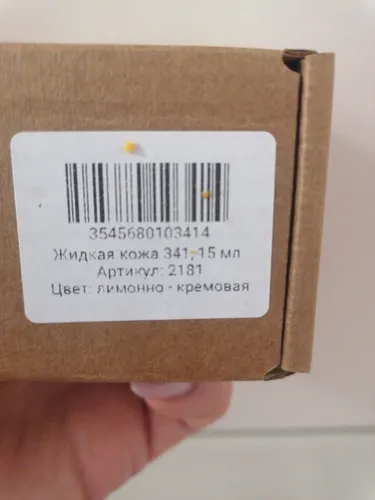 3545680103414
Жидкая кожа 341, 15 мл
Артикул: 2181
Цвет: лимонно - кремовая